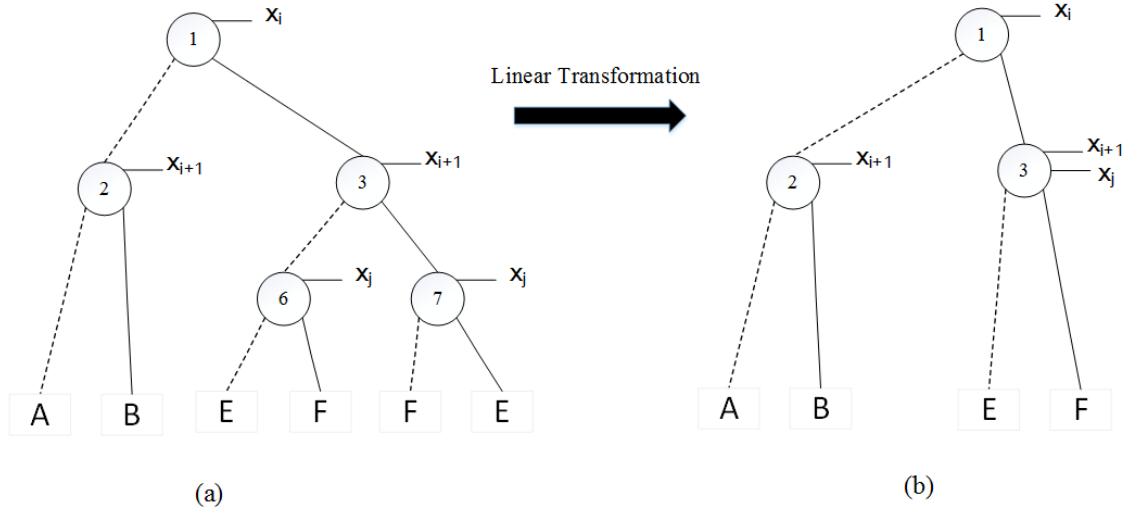 1 xi
Linear Transformation
1 xi
2 xi+1
3 xi+1
2 xi+1
3 xi+1
xj
6 xj
7 xj
A B E F F E
A B E F
(a)
(b)